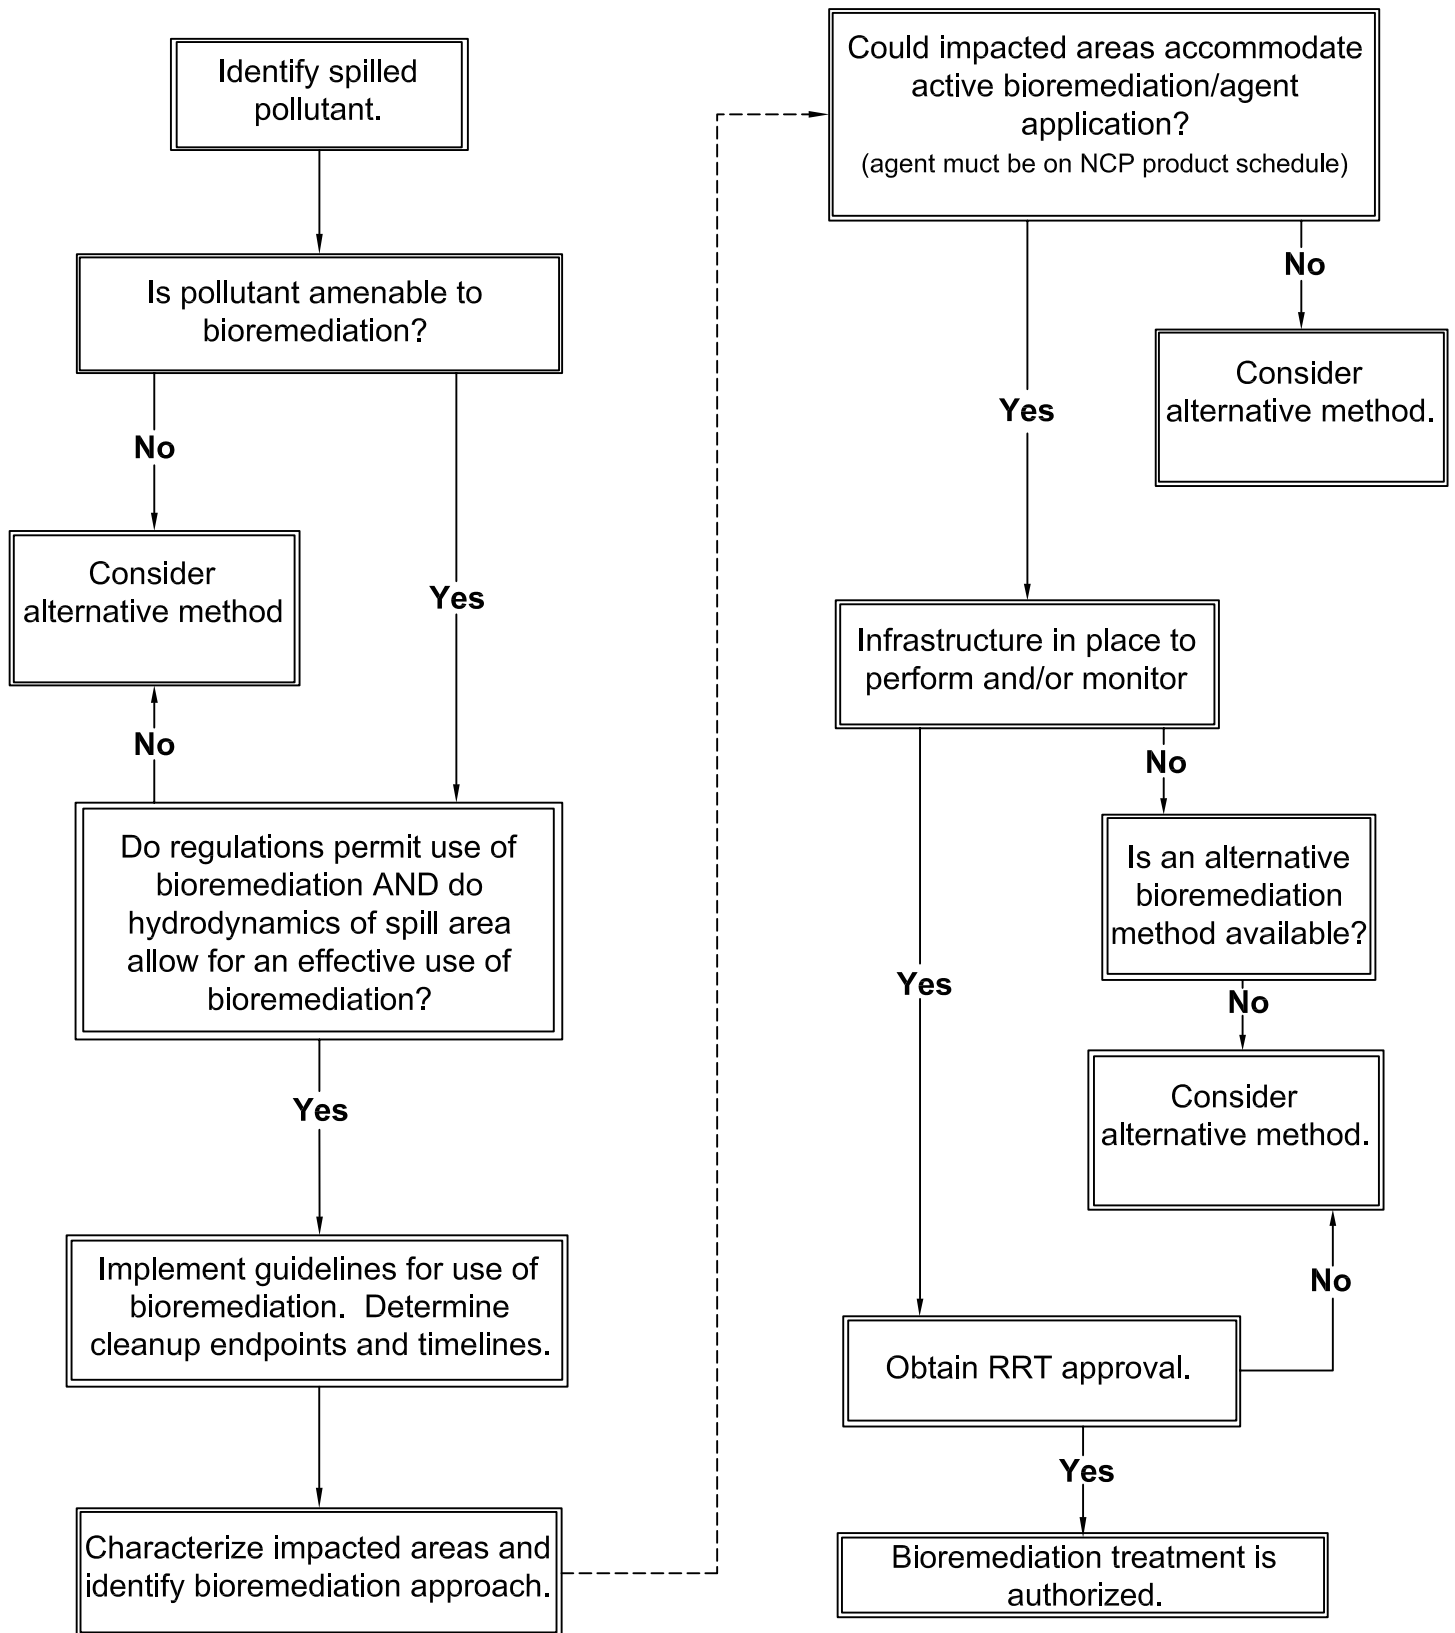 Identify spilled
pollutant.
Is pollutant amenable to
bioremediation?
No
Yes
Consider
alternative method
No
Do regulations permit use of
bioremediation AND do
hydrodynamics of spill area
allow for an effective use of
bioremediation?
Yes
Implement guidelines for use of
bioremediation.  Determine
cleanup endpoints and timelines.
Characterize impacted areas and
identify bioremediation approach.
Could impacted areas accommodate
active bioremediation/agent
application?
(agent muct be on NCP product schedule)
No
Yes
Consider
alternative method.
Infrastructure in place to
perform and/or monitor
No
Yes
Is an alternative
bioremediation
method available?
No
Consider
alternative method.
No
Obtain RRT approval.
Yes
Bioremediation treatment is
authorized.